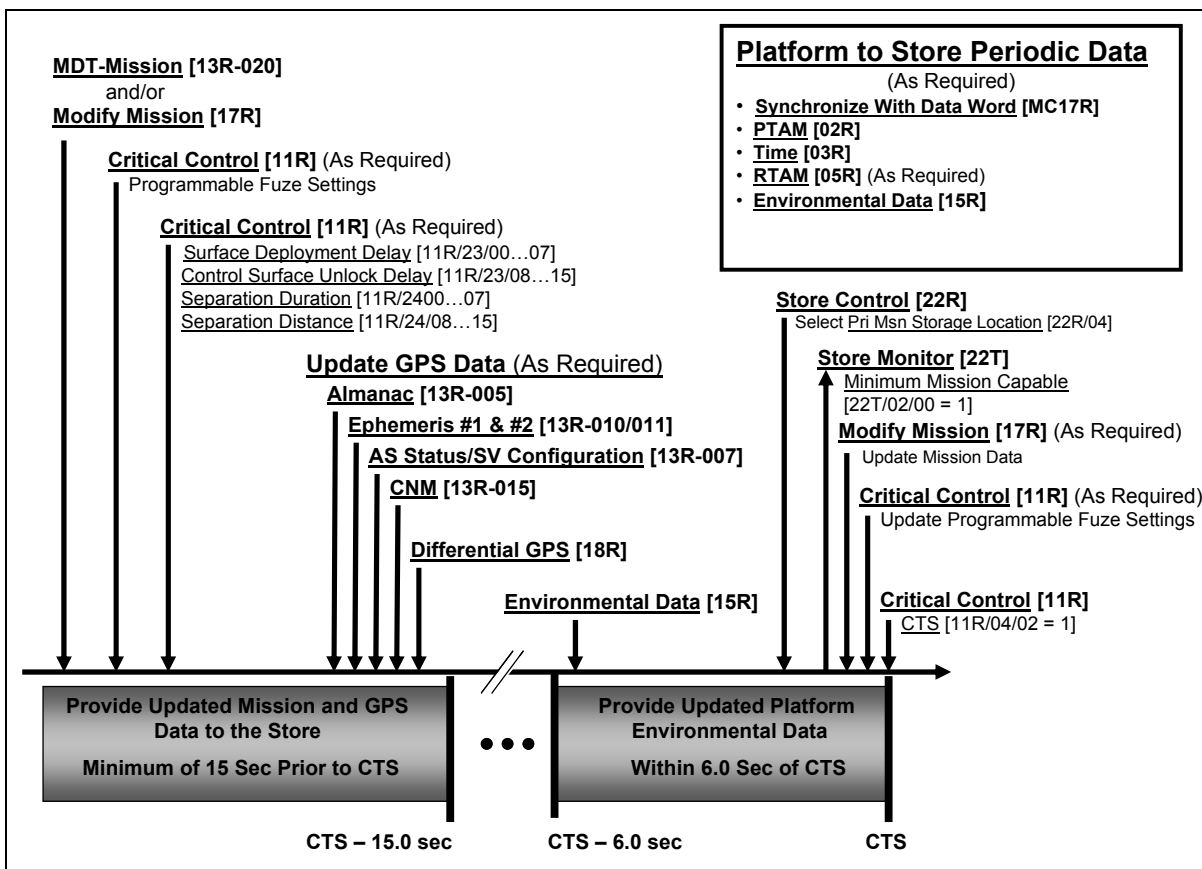 MDT-Mission [13R-020]
and/or
Modify Mission [17R]
Critical Control [11R] (As Required)
Programmable Fuze Settings
Critical Control [11R] (As Required)
Surface Deployment Delay [11R/23/00…07]
Control Surface Unlock Delay [11R/23/08…15]
Separation Duration [11R/2400…07]
Separation Distance [11R/24/08…15]
Update GPS Data (As Required)
Almanac [13R-005]
Ephemeris #1 & #2 [13R-010/011]
AS Status/SV Configuration [13R-007]
CNM [13R-015]
Differential GPS [18R]
Environmental Data [15R]
Platform to Store Periodic Data
(As Required)
• Synchronize With Data Word [MC17R]
• PTAM [02R]
• Time [03R]
• RTAM [05R] (As Required)
• Environmental Data [15R]
Store Control [22R]
Select Pri Msn Storage Location [22R/04]
Store Monitor [22T]
Minimum Mission Capable
[22T/02/00 = 1]
Modify Mission [17R] (As Required)
Update Mission Data
Critical Control [11R] (As Required)
Update Programmable Fuze Settings
Critical Control [11R]
CTS [11R/04/02 = 1]
Provide Updated Mission and GPS
Data to the Store
Minimum of 15 Sec Prior to CTS
Provide Updated Platform
Environmental Data
Within 6.0 Sec of CTS
CTS – 15.0 sec
CTS – 6.0 sec
CTS